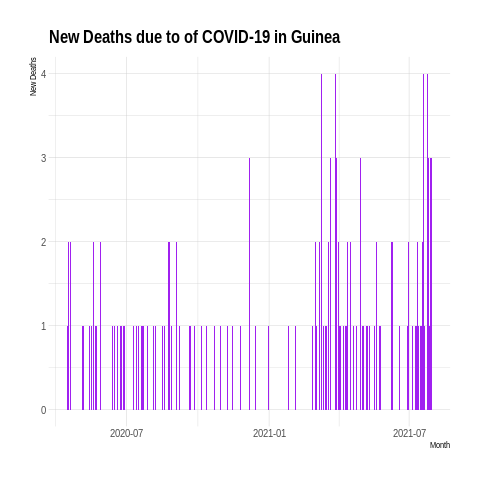 New Deaths due to of COVID-19 in Guinea
New Deaths
4
3
2
1
0
2020-07
2021-01
2021-07
Month